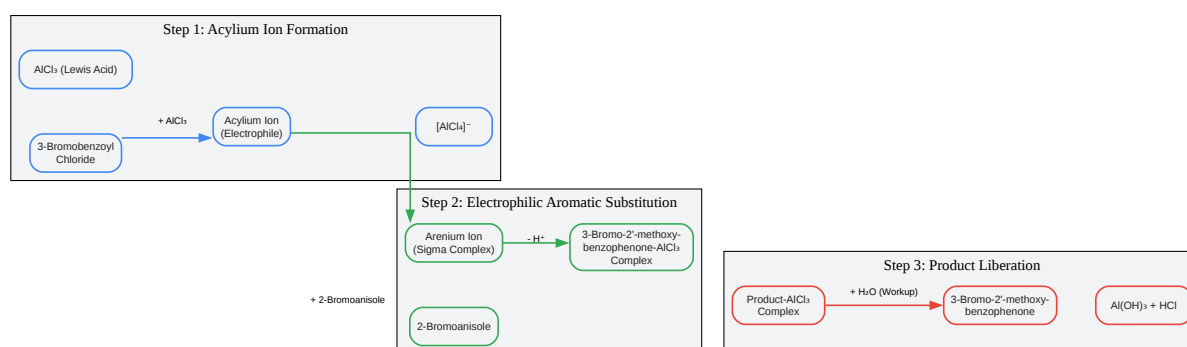 Step 1: Acylium Ion Formation
AlCl₃ (Lewis Acid)
+ AlCl₃
3-Bromobenzoyl
Chloride
Acylium Ion
(Electrophile)
[AlCl₄]⁻
Step 2: Electrophilic Aromatic Substitution
Arenium Ion
(Sigma Complex)
- H⁺
3-Bromo-2'-methoxy-
benzophenone-AlCl₃
Complex
+ 2-Bromoanisole
2-Bromoanisole
Step 3: Product Liberation
Product-AlCl₃
Complex
+ H₂O (Workup)
3-Bromo-2'-methoxy-
benzophenone
Al(OH)₃ + HCl